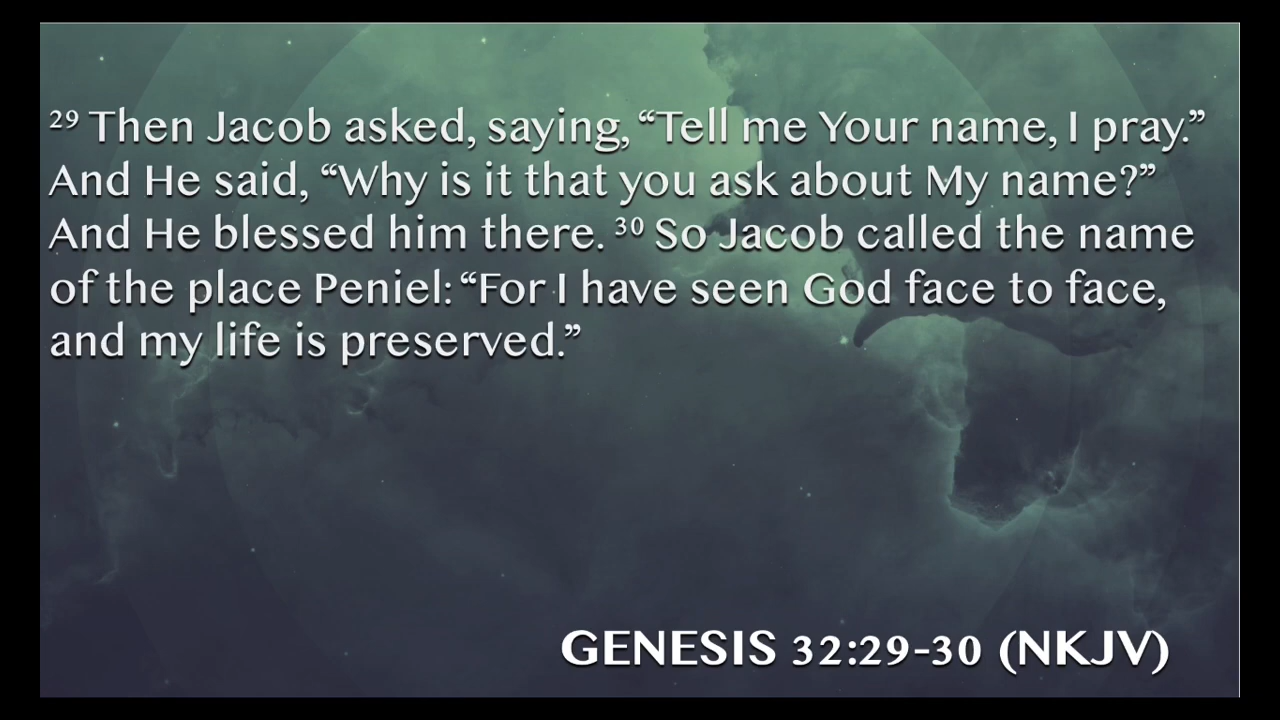 ²⁹ Then Jacob asked, saying, “Tell me Your name, I pray.”
And He said, “Why is it that you ask about My name?”
And He blessed him there. ³⁰ So Jacob called the name
of the place Peniel: “For I have seen God face to face,
and my life is preserved.”
GENESIS 32:29-30 (NKJV)